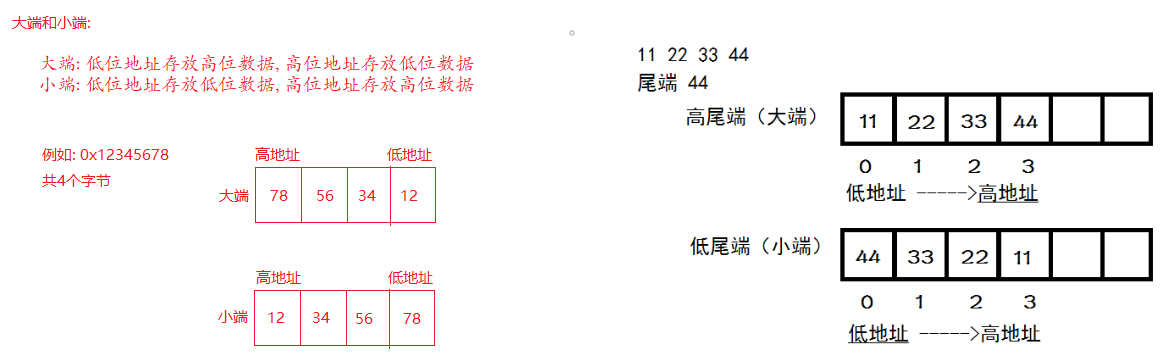 大端和小端:
大端: 低位地址存放高位数据, 高位地址存放低位数据
小端: 低位地址存放低位数据, 高位地址存放高位数据
例如: 0x12345678
共4个字节
高地址 低地址
大端 78 56 34 12
高地址 低地址
小端 12 34 56 78
11 22 33 44
尾端 44
高尾端（大端） 11 22 33 44
0 1 2 3
低地址 ----->高地址
低尾端（小端） 44 33 22 11
0 1 2 3
低地址 ----->高地址